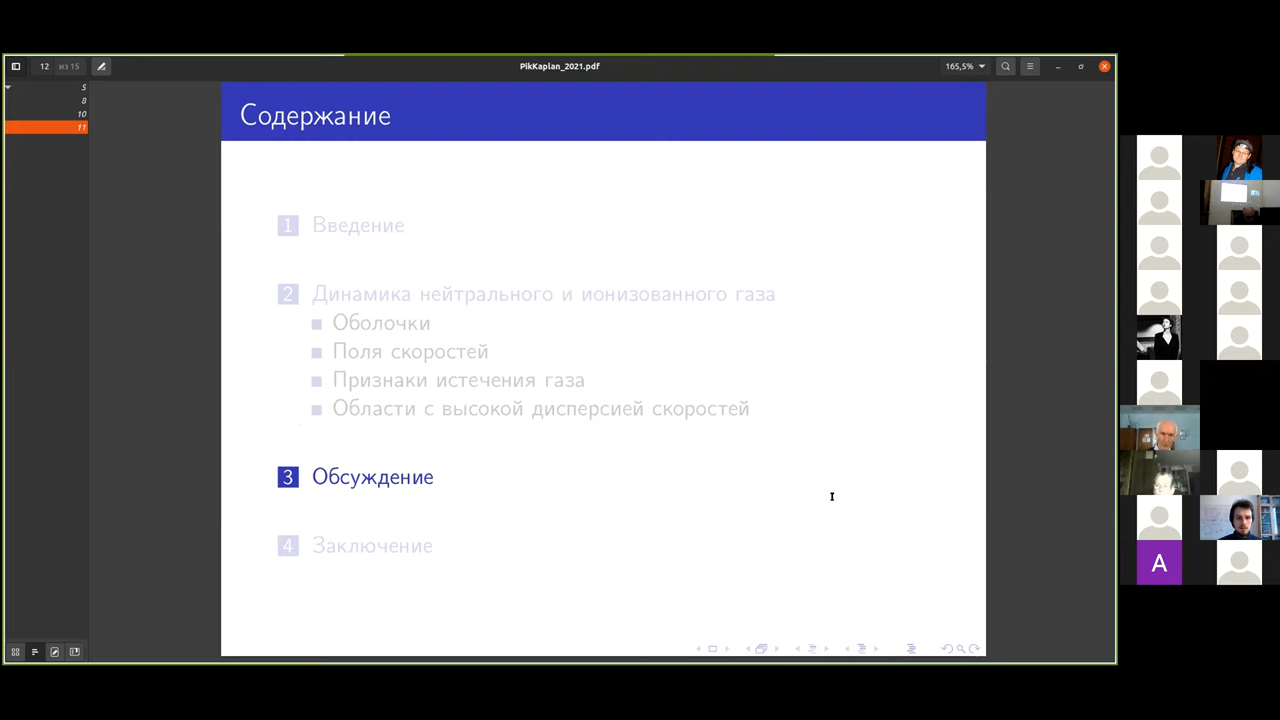 12 из 15
PikKaplan_2021.pdf
165,5%
5
8
10
11
Содержание
1 Введение
2 Динамика нейтрального и ионизованного газа
Оболочки
Поля скоростей
Признаки истечения газа
Области с высокой дисперсией скоростей
3 Обсуждение
4 Заключение
A